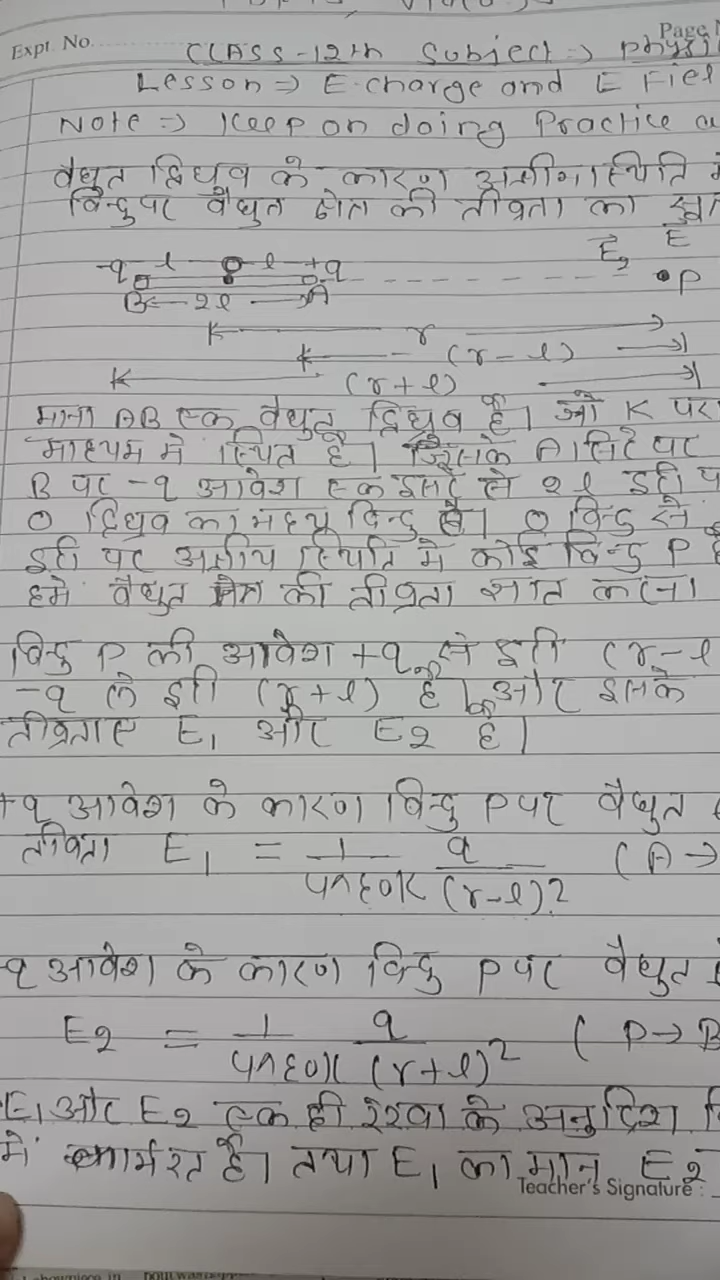 Expt. No. Page
CLASS-12th Subject => physi
Lesson => E.charge and E Fiel
Note => Keep on doing Practice a
वैधुत द्विध्रुव के कारण अक्षीय स्थिति मे
बिन्दु पर वैधुत क्षेत्र की तीव्रता का
E₂ E
-q l O l +q
B <- 2l -> A P
r
(r-l)
(r+l)
माना AB एक वैधुत द्विध्रुव है। जो K परा
माध्यम मे स्थित है। जिसके A सिरे पर
B पर -q आवेश एक दूसरे से 2l दूरी प
O द्विध्रुव का मध्य बिन्दु है। O बिन्दु से
दूरी पर अक्षीय स्थिति मे कोई बिन्दु P है
हमे वैधुत क्षेत्र की तीव्रता ज्ञात करना
बिन्दु P की आवेश +q से दूरी (r-l
-q से दूरी (r+l) है। और इसके
तीव्रताए E₁ और E₂ है।
+q आवेश के कारण बिन्दु P पर वैधुत
तीव्रता E₁ = 1/4πε0K q/(r-l)2 (A→
-q आवेश के कारण बिन्दु P पर वैधुत
E₂ = 1/4πε0K q/(r+l)² (P→B
E₁ और E₂ एक ही रेखा के अनुदिश
मे कार्यरत है। तथा E₁ का मान E₂
Teacher's Signature :